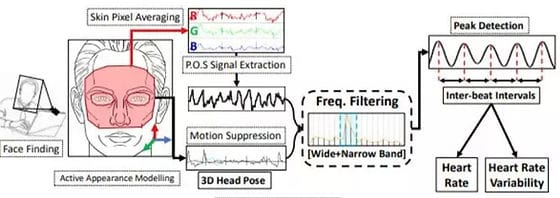 Skin Pixel Averaging
R
G
B
P.O.S Signal Extraction
Motion Suppression
3D Head Pose
Face Finding
Active Appearance Modelling
Freq. Filtering
[Wide+Narrow Band]
Peak Detection
Inter-beat Intervals
Heart
Rate
Heart Rate
Variability